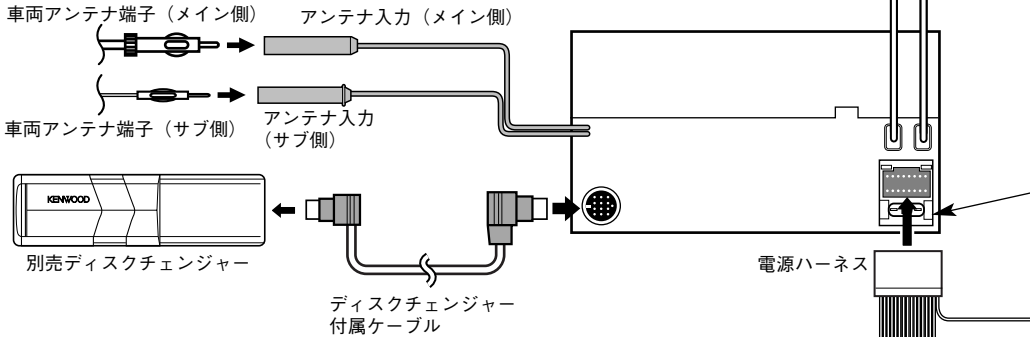 車両アンテナ端子（メイン側）
アンテナ入力（メイン側）
車両アンテナ端子（サブ側）
アンテナ入力
（サブ側）
KENWOOD
別売ディスクチェンジャー
電源ハーネス
ディスクチェンジャー
付属ケーブル